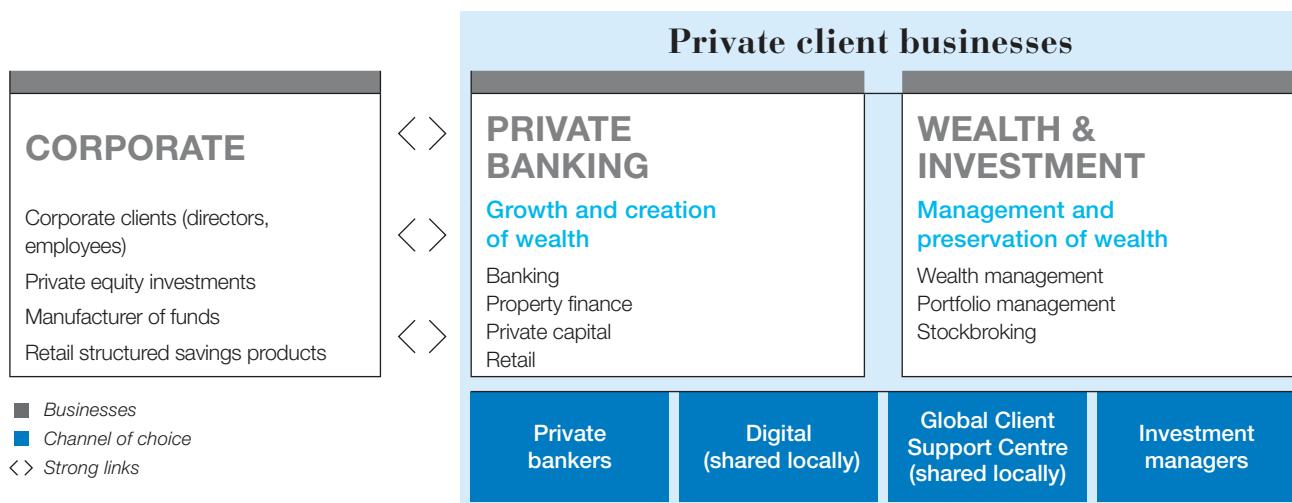 Private client businesses
CORPORATE
Corporate clients (directors,
employees)
Private equity investments
Manufacturer of funds
Retail structured savings products
PRIVATE
BANKING
Growth and creation
of wealth
Banking
Property finance
Private capital
Retail
WEALTH &
INVESTMENT
Management and
preservation of wealth
Wealth management
Portfolio management
Stockbroking
Businesses
Channel of choice
< > Strong links
Private
bankers
Digital
(shared locally)
Global Client
Support Centre
(shared locally)
Investment
managers